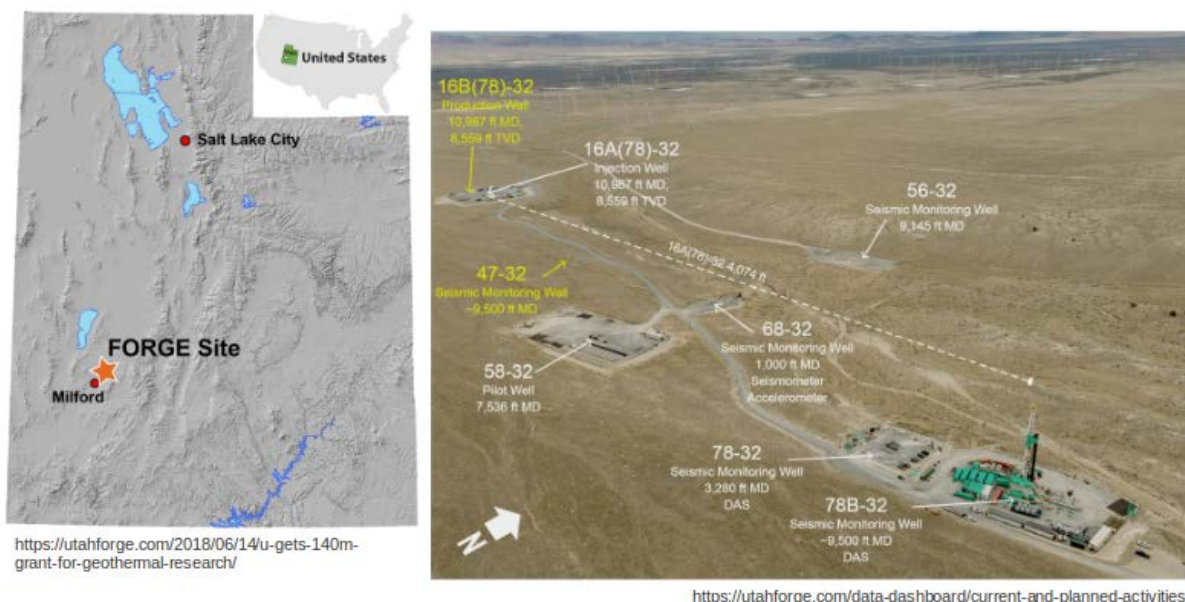 United States
Salt Lake City
FORGE Site
Milford
https://utahforge.com/2018/06/14/u-gets-140m-
grant-for-geothermal-research/
16B(78)-32
Production Well
10,987 ft MD,
8,559 ft TVD
16A(78)-32
Injection Well
10,987 ft MD,
8,559 ft TVD
56-32
Seismic Monitoring Well
9,145 ft MD
16A(78)-32 4,074 ft
47-32
Seismic Monitoring Well
~9,500 ft MD
68-32
Seismic Monitoring Well
1,000 ft MD
Seismometer
Accelerometer
58-32
Pilot Well
7,536 ft MD
78-32
Seismic Monitoring Well
3,280 ft MD
DAS
78B-32
Seismic Monitoring Well
~9,500 ft MD
DAS
N
https://utahforge.com/data-dashboard/current-and-planned-activities